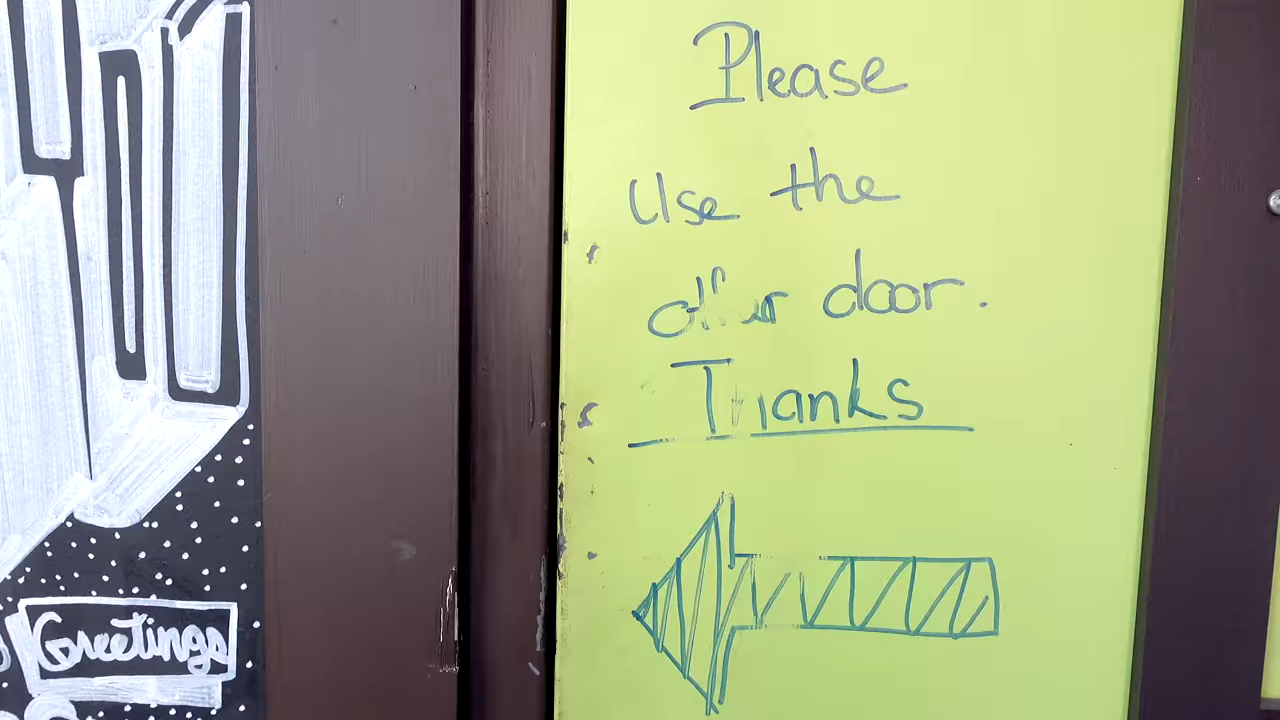 Please
Use the
other door.
Thanks
Greetings